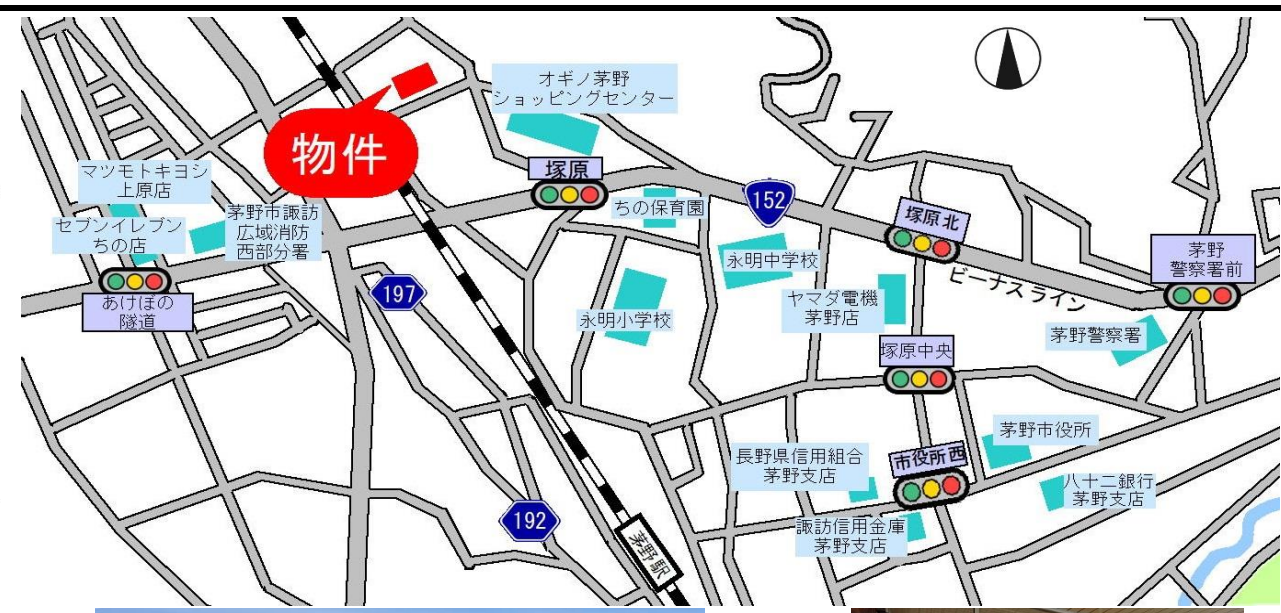 オギノ茅野
ショッピングセンター
物件
塚原
マツモトキヨシ
上原店
セブンイレブン
ちの店
茅野市諏訪
広域消防
西部分署
ちの保育園
152
塚原北
茅野
警察署前
永明中学校
ビーナスライン
あけぼの
隧道
197
永明小学校
ヤマダ電機
茅野店
茅野警察署
塚原中央
茅野市役所
長野県信用組合
茅野支店
市役所西
八十二銀行
茅野支店
192
諏訪信用金庫
茅野支店
茅野駅